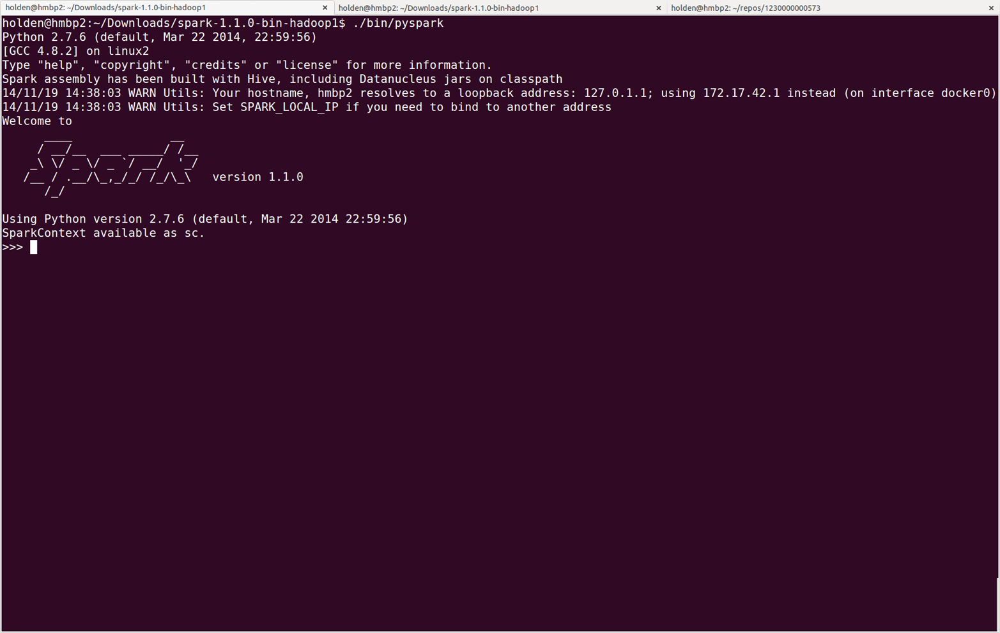 holden@hmbp2: ~/Downloads/spark-1.1.0-bin-hadoop1 × holden@hmbp2: ~/Downloads/spark-1.1.0-bin-hadoop1 × holden@hmbp2: ~/repos/1230000000573 ×
holden@hmbp2:~/Downloads/spark-1.1.0-bin-hadoop1$ ./bin/pyspark
Python 2.7.6 (default, Mar 22 2014, 22:59:56)
[GCC 4.8.2] on linux2
Type "help", "copyright", "credits" or "license" for more information.
Spark assembly has been built with Hive, including Datanucleus jars on classpath
14/11/19 14:38:03 WARN Utils: Your hostname, hmbp2 resolves to a loopback address: 127.0.1.1; using 172.17.42.1 instead (on interface docker0)
14/11/19 14:38:03 WARN Utils: Set SPARK_LOCAL_IP if you need to bind to another address
Welcome to
      ____              __
     / __/__  ___ _____/ /__
    _\ \/ _ \/ _ `/ __/  '_/
   /__ / .__/\_,_/_/ /_/\_\   version 1.1.0
      /_/
Using Python version 2.7.6 (default, Mar 22 2014 22:59:56)
SparkContext available as sc.
>>>